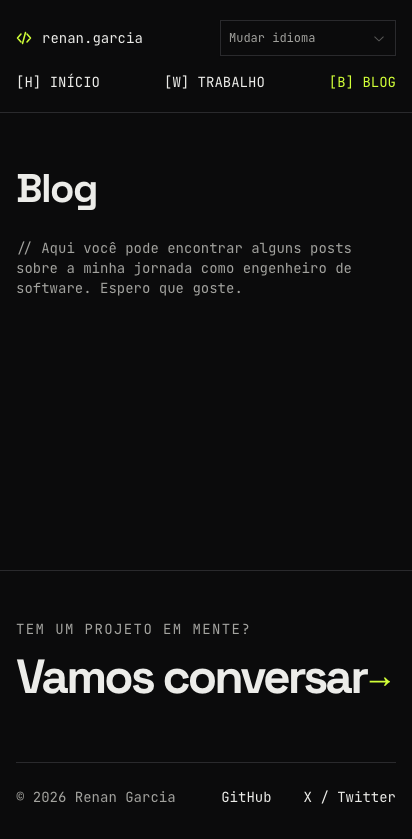 </> renan.garcia
Mudar idioma
[H] INÍCIO
[W] TRABALHO
[B] BLOG
Blog
// Aqui você pode encontrar alguns posts
sobre a minha jornada como engenheiro de
software. Espero que goste.
TEM UM PROJETO EM MENTE?
Vamos conversar→
© 2026 Renan Garcia
GitHub
X / Twitter